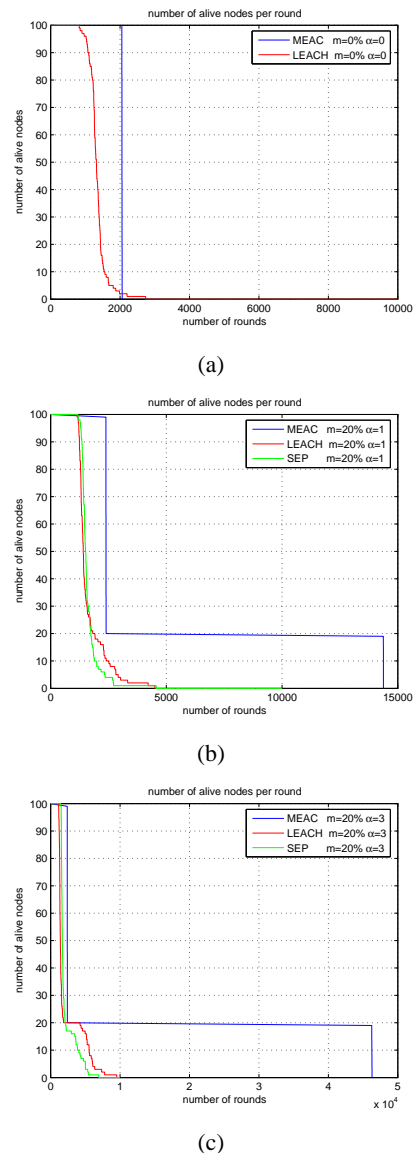 number of alive nodes per round
100
90
80
70
60
50
40
30
20
10
0
number of alive nodes
MEAC m=0% α=0
LEACH m=0% α=0
0 2000 4000 6000 8000 10000
number of rounds
(a)
number of alive nodes per round
100
90
80
70
60
50
40
30
20
10
0
number of alive nodes
MEAC m=20% α=1
LEACH m=20% α=1
SEP m=20% α=1
0 5000 10000 15000
number of rounds
(b)
number of alive nodes per round
100
90
80
70
60
50
40
30
20
10
0
number of alive nodes
MEAC m=20% α=3
LEACH m=20% α=3
SEP m=20% α=3
0 1 2 3 4 5
number of rounds
x 10⁴
(c)